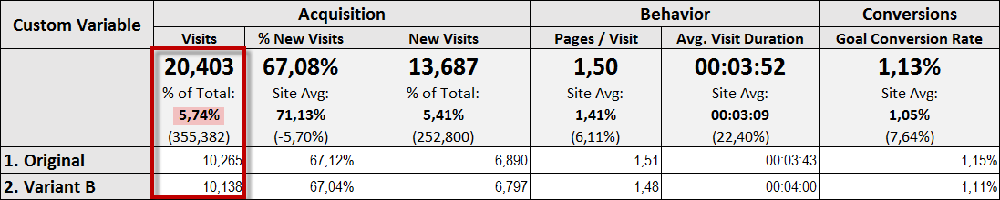 Custom Variable Acquisition Behavior Conversions
Visits % New Visits New Visits Pages / Visit Avg. Visit Duration Goal Conversion Rate
20,403 67,08% 13,687 1,50 00:03:52 1,13%
% of Total: Site Avg: % of Total: Site Avg: Site Avg: Site Avg:
5,74% 71,13% 5,41% 1,41% 00:03:09 1,05%
(355,382) (-5,70%) (252,800) (6,11%) (22,40%) (7,64%)
1. Original 10,265 67,12% 6,890 1,51 00:03:43 1,15%
2. Variant B 10,138 67,04% 6,797 1,48 00:04:00 1,11%